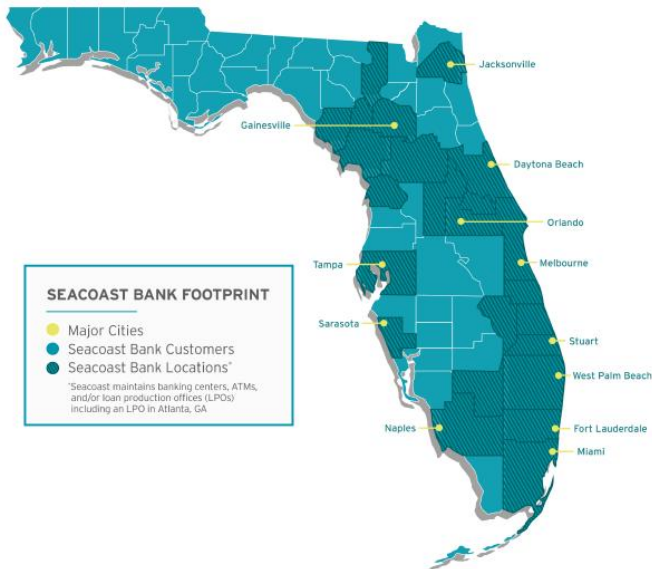 Jacksonville
Gainesville
Daytona Beach
Orlando
Tampa
Melbourne
SEACOAST BANK FOOTPRINT
Major Cities
Seacoast Bank Customers
Seacoast Bank Locations*
*Seacoast maintains banking centers, ATMs,
and/or loan production offices (LPOs)
including an LPO in Atlanta, GA
Sarasota
Stuart
West Palm Beach
Naples
Fort Lauderdale
Miami